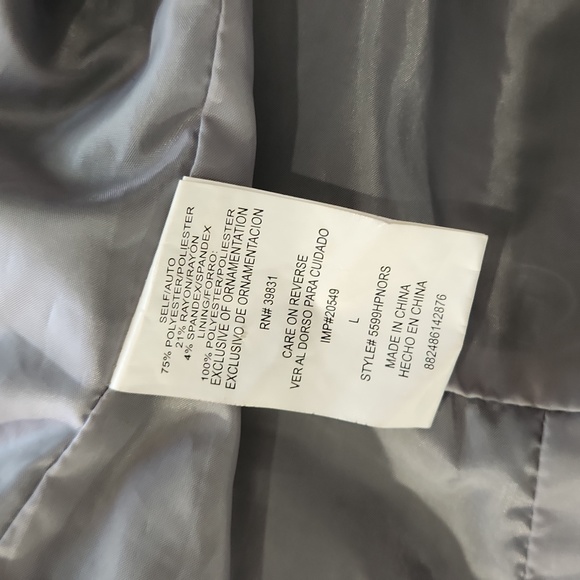 SELF/AUTO
75% POLYESTER/POLIESTER
21% RAYON/RAYON
4% SPANDEX/SPANDEX
LINING/FORRO:
100% POLYESTER/POLIESTER
EXCLUSIVE OF ORNAMENTATION
EXCLUSIVO DE ORNAMENTACION
RN# 39831
CARE ON REVERSE
VER AL DORSO PARA CUIDADO
IMP#20549
L
STYLE# 5599HPNORS
MADE IN CHINA
HECHO EN CHINA
882486142876